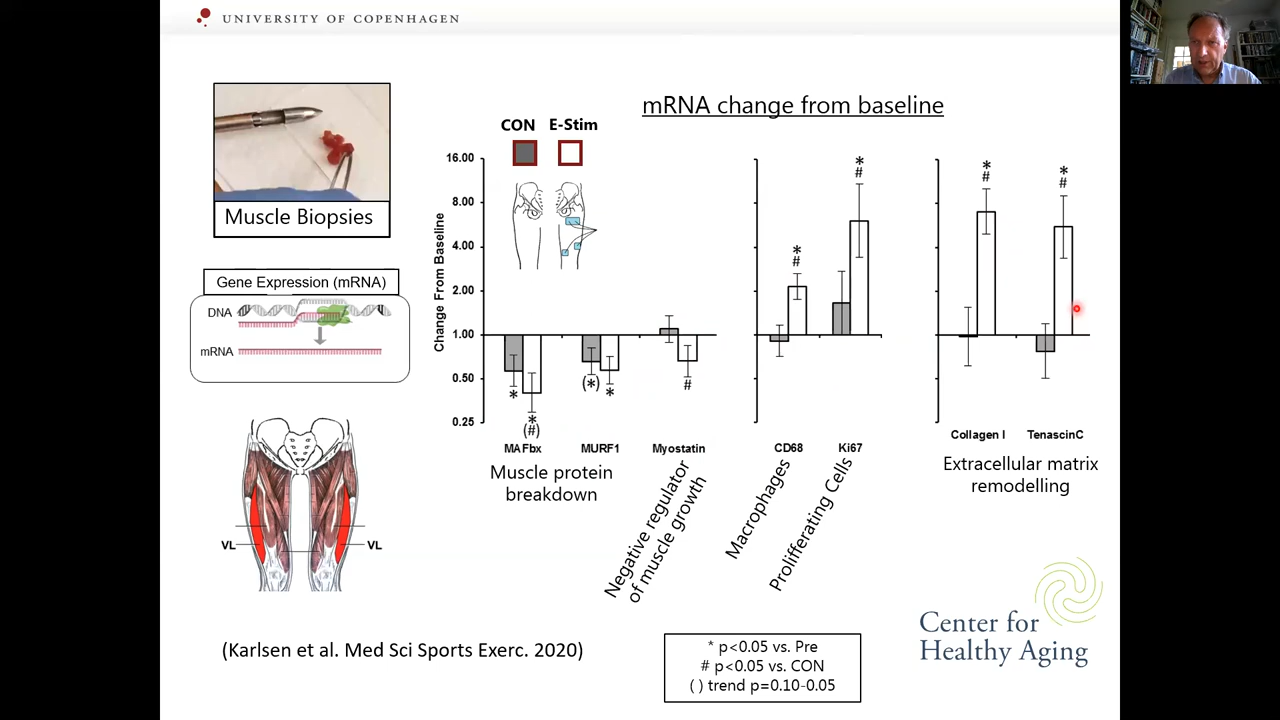 UNIVERSITY OF COPENHAGEN
Muscle Biopsies
Gene Expression (mRNA)
DNA
mRNA
VL
VL
(Karlsen et al. Med Sci Sports Exerc. 2020)
mRNA change from baseline
CON E-Stim
Change From Baseline
16.00
8.00
4.00
2.00
1.00
0.50
0.25
*
*
(#)
(*)
*
#
*
#
*
#
*
#
*
#
MAFbx MURF1 Myostatin
CD68 Ki67
Collagen I TenascinC
Muscle protein
breakdown
Negative regulator
of muscle growth
Macrophages
Prolifferating Cells
Extracellular matrix
remodelling
* p<0.05 vs. Pre
# p<0.05 vs. CON
( ) trend p=0.10-0.05
Center for
Healthy Aging